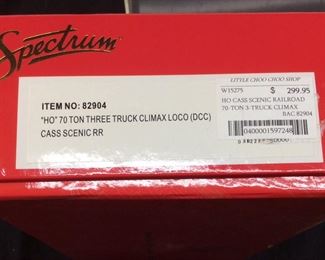 Spectrum
ITEM NO: 82904
"HO" 70 TON THREE TRUCK CLIMAX LOCO (DCC)
CASS SCENIC RR
LITTLE CHOO CHOO SHOP
W15275 $ 299.95
HO CASS SCENIC RAILROAD
70-TON 3-TRUCK CLIMAX
BAC 82904
0400001597248